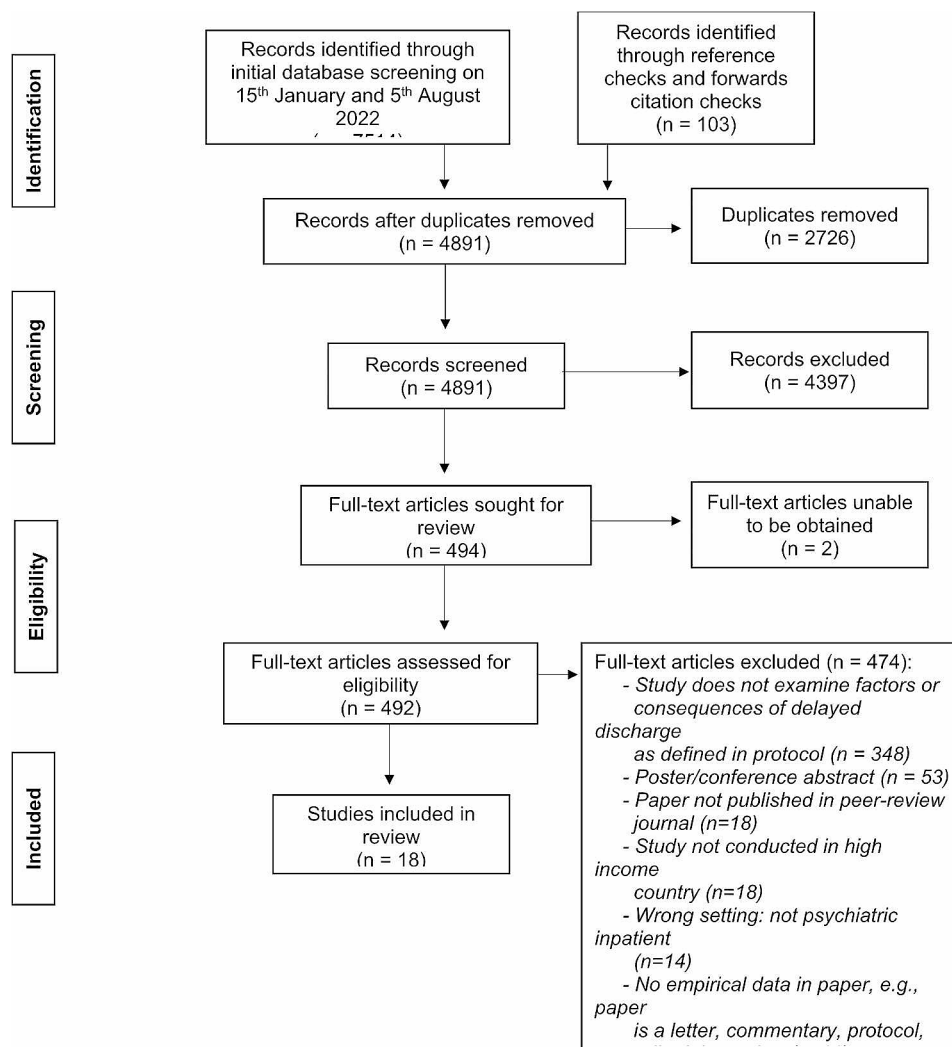 Identification
Records identified through
initial database screening on
15th January and 5th August
2022
Records identified
through reference
checks and forwards
citation checks
(n = 103)
Records after duplicates removed
(n = 4891)
Duplicates removed
(n = 2726)
Screening
Records screened
(n = 4891)
Records excluded
(n = 4397)
Full-text articles sought for
review
(n = 494)
Full-text articles unable
to be obtained
(n = 2)
Eligibility
Full-text articles assessed for
eligibility
(n = 492)
Full-text articles excluded (n = 474):
- Study does not examine factors or
consequences of delayed
discharge
as defined in protocol (n = 348)
- Poster/conference abstract (n = 53)
- Paper not published in peer-review
journal (n=18)
- Study not conducted in high
income
country (n=18)
- Wrong setting: not psychiatric
inpatient
(n=14)
- No empirical data in paper, e.g.,
paper
is a letter, commentary, protocol,
Included
Studies included in
review
(n = 18)